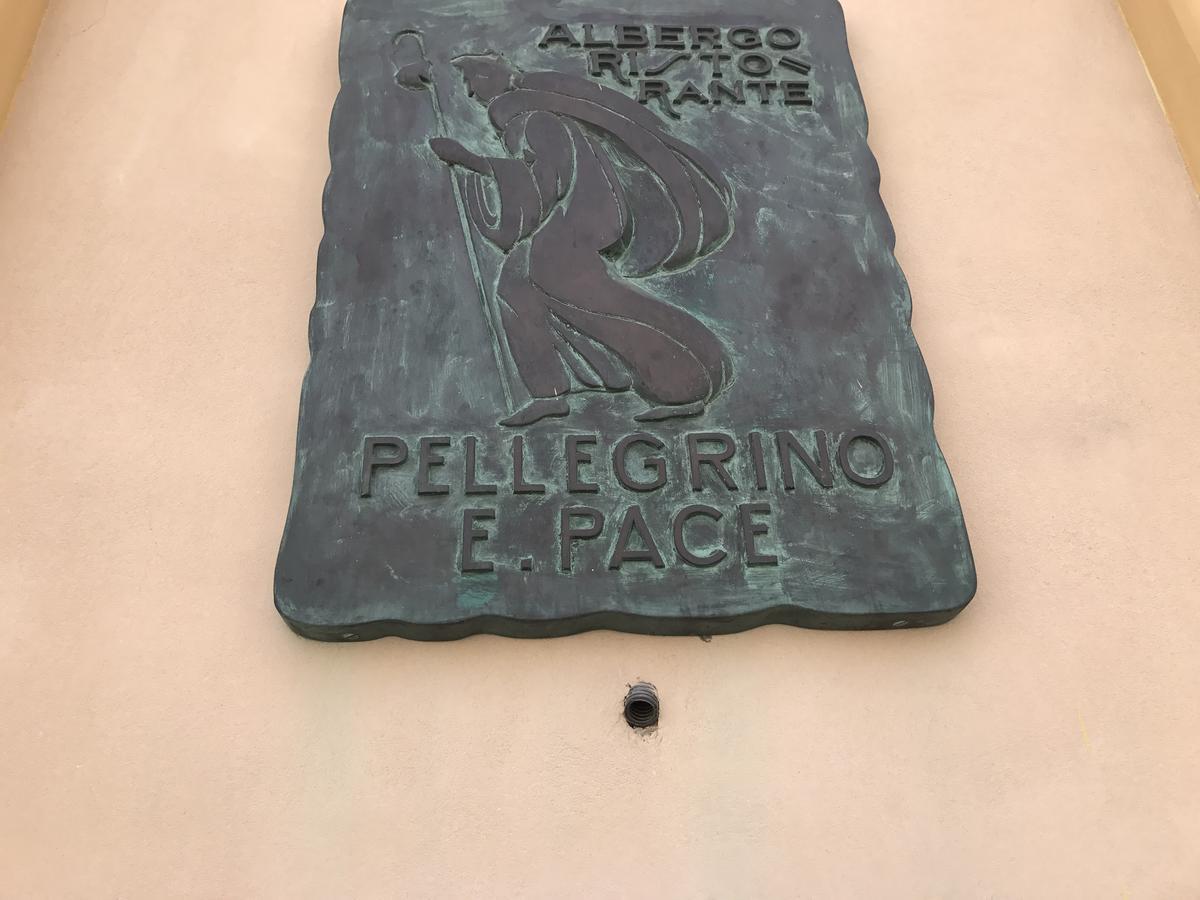 ALBERGO
RISTO=
RANTE
PELLEGRINO
E. PACE